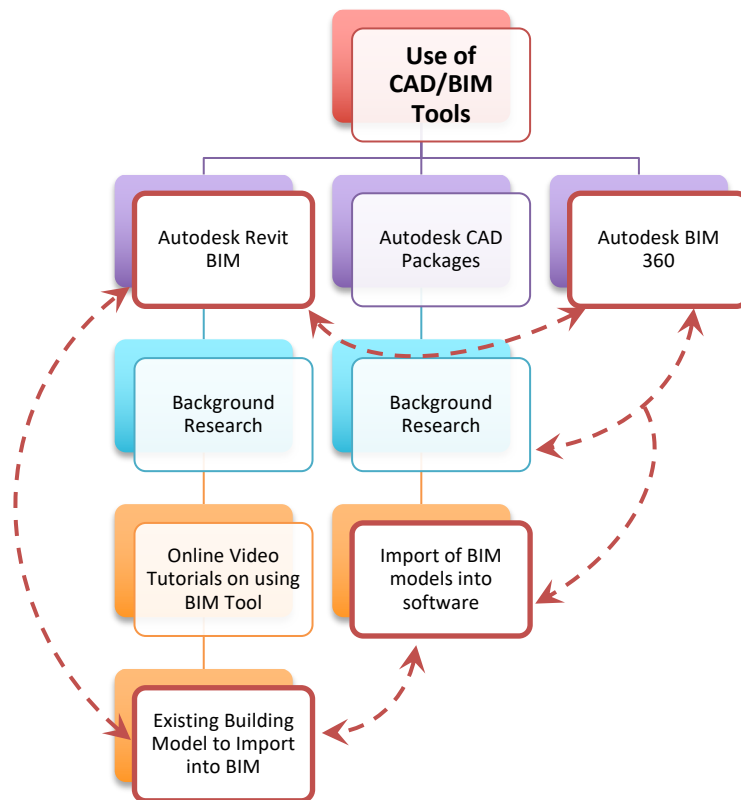 Use of
CAD/BIM
Tools
Autodesk Revit
BIM
Autodesk CAD
Packages
Autodesk BIM
360
Background
Research
Background
Research
Online Video
Tutorials on using
BIM Tool
Import of BIM
models into
software
Existing Building
Model to Import
into BIM